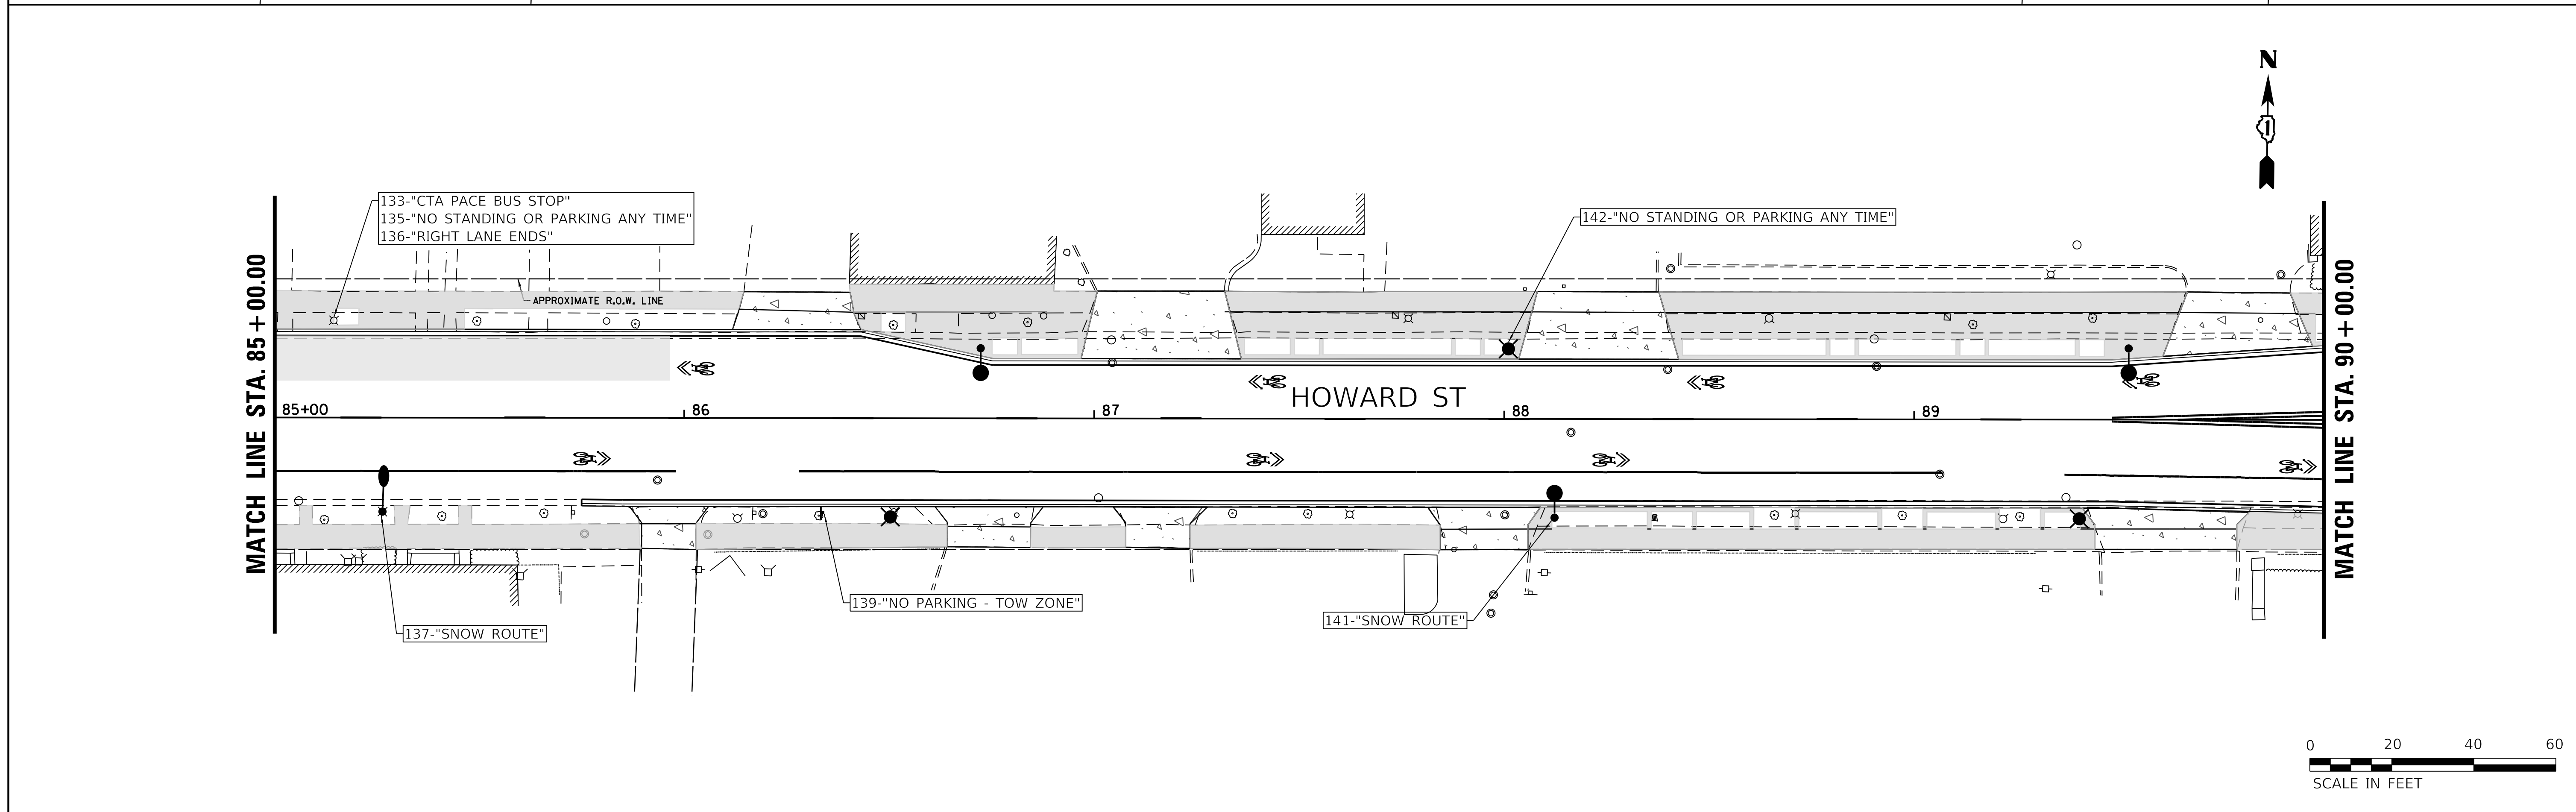 N
133-"CTA PACE BUS STOP"
135-"NO STANDING OR PARKING ANY TIME"
136-"RIGHT LANE ENDS"
142-"NO STANDING OR PARKING ANY TIME"
APPROXIMATE R.O.W. LINE
MATCH LINE STA. 85+00.00
MATCH LINE STA. 90+00.00
HOWARD ST
85+00
86
87
88
89
139-"NO PARKING - TOW ZONE"
141-"SNOW ROUTE"
137-"SNOW ROUTE"
0 20 40 60
SCALE IN FEET